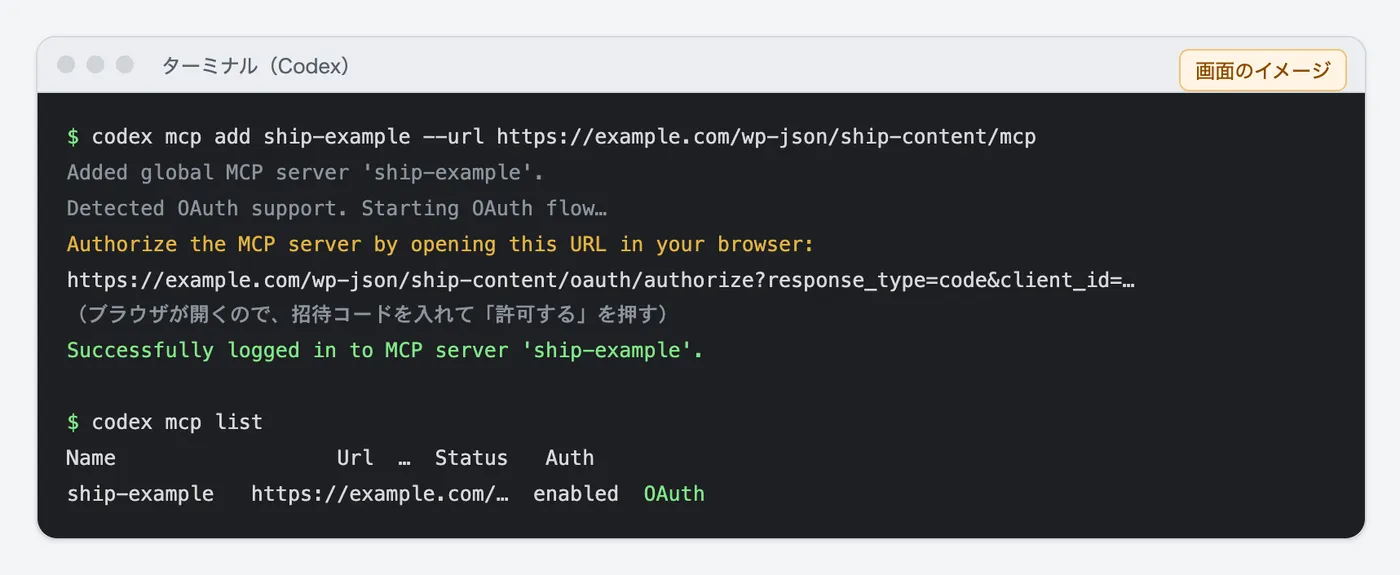 ターミナル（Codex）
画面のイメージ
$ codex mcp add ship-example --url https://example.com/wp-json/ship-content/mcp
Added global MCP server 'ship-example'.
Detected OAuth support. Starting OAuth flow…
Authorize the MCP server by opening this URL in your browser:
https://example.com/wp-json/ship-content/oauth/authorize?response_type=code&client_id=…
（ブラウザが開くので、招待コードを入れて「許可する」を押す）
Successfully logged in to MCP server 'ship-example'.
$ codex mcp list
Name Url … Status Auth
ship-example https://example.com/… enabled OAuth